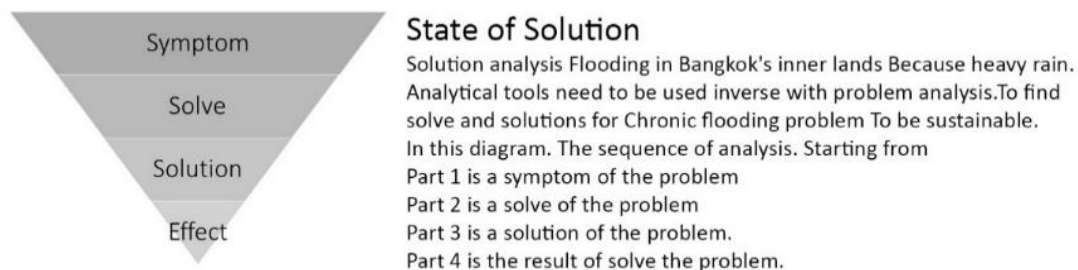 Symptom
Solve
Solution
Effect
State of Solution
Solution analysis Flooding in Bangkok's inner lands Because heavy rain.
Analytical tools need to be used inverse with problem analysis.To find
solve and solutions for Chronic flooding problem To be sustainable.
In this diagram. The sequence of analysis. Starting from
Part 1 is a symptom of the problem
Part 2 is a solve of the problem
Part 3 is a solution of the problem.
Part 4 is the result of solve the problem.